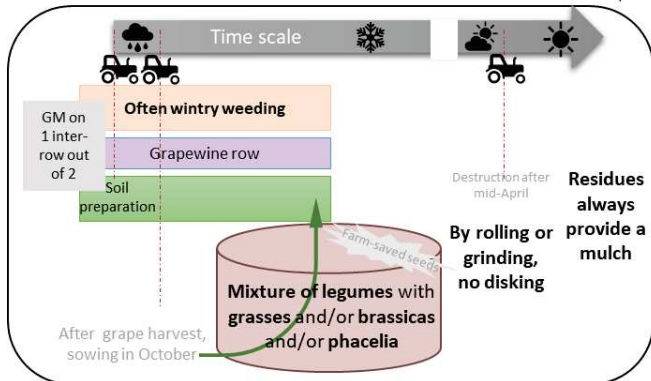 Time scale
GM on
1 inter-
row out
of 2
Often wintry weeding
Grapewine row
Soil
preparation
Destruction after
mid-April
Residues
always
provide a
mulch
By rolling or
grinding,
no disking
Farm-saved seeds
Mixture of legumes with
grasses and/or brassicas
and/or phacelia
After grape harvest,
sowing in October